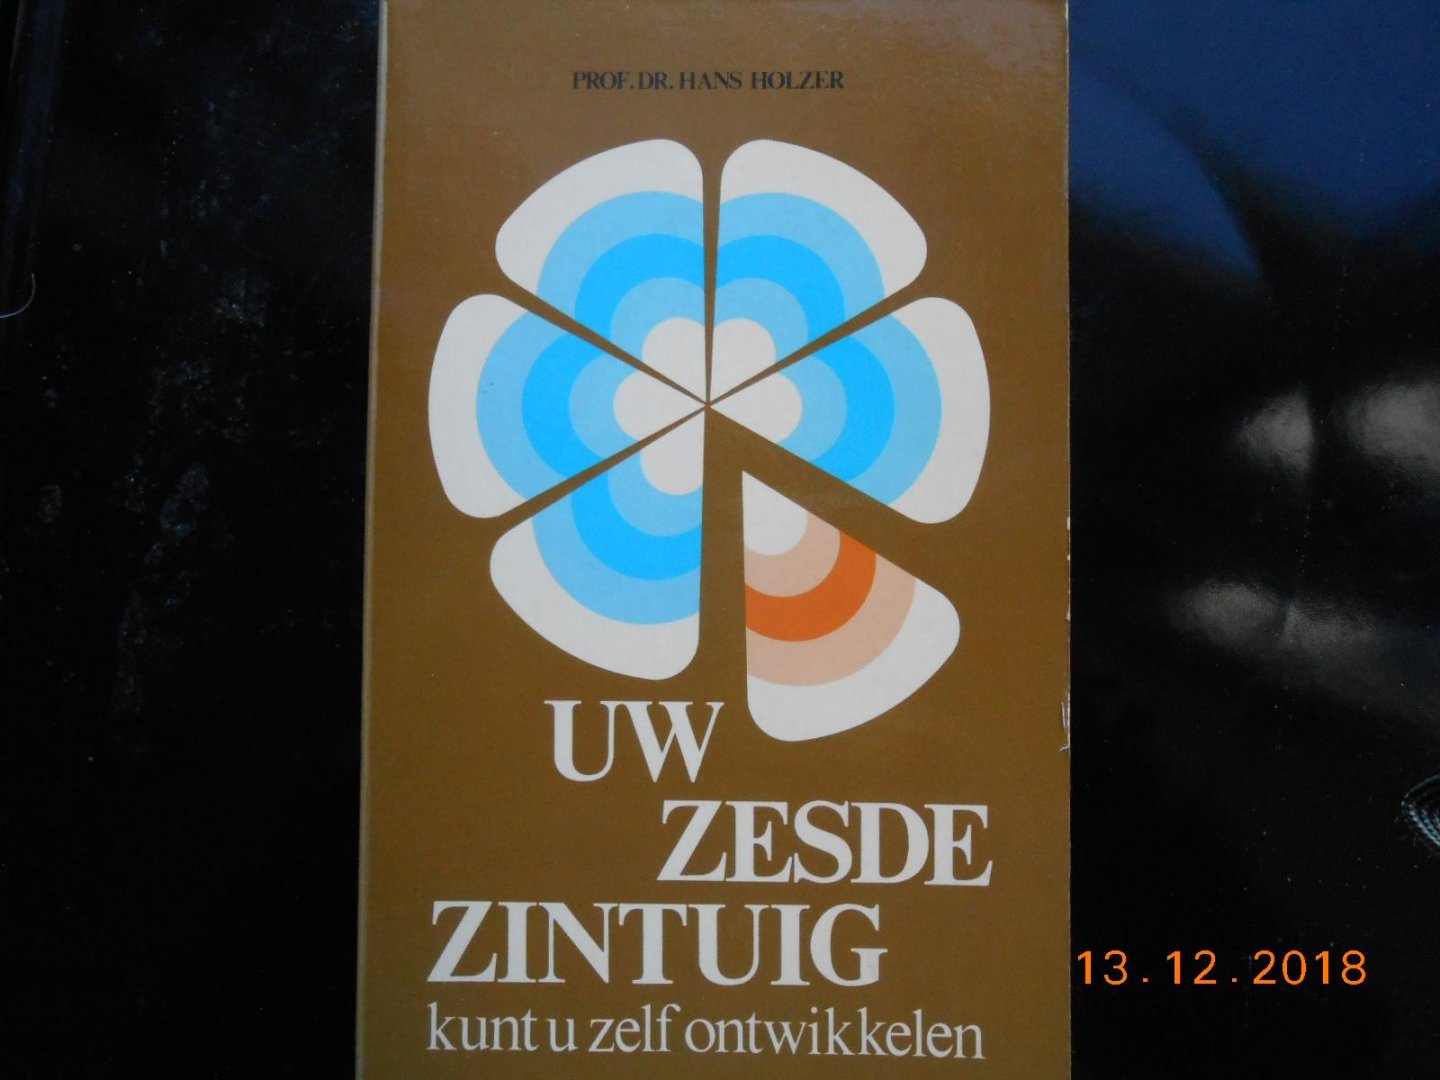 PROF. DR. HANS HOLZER
UW
ZESDE
ZINTUIG
kunt u zelf ontwikkelen
13.12.2018